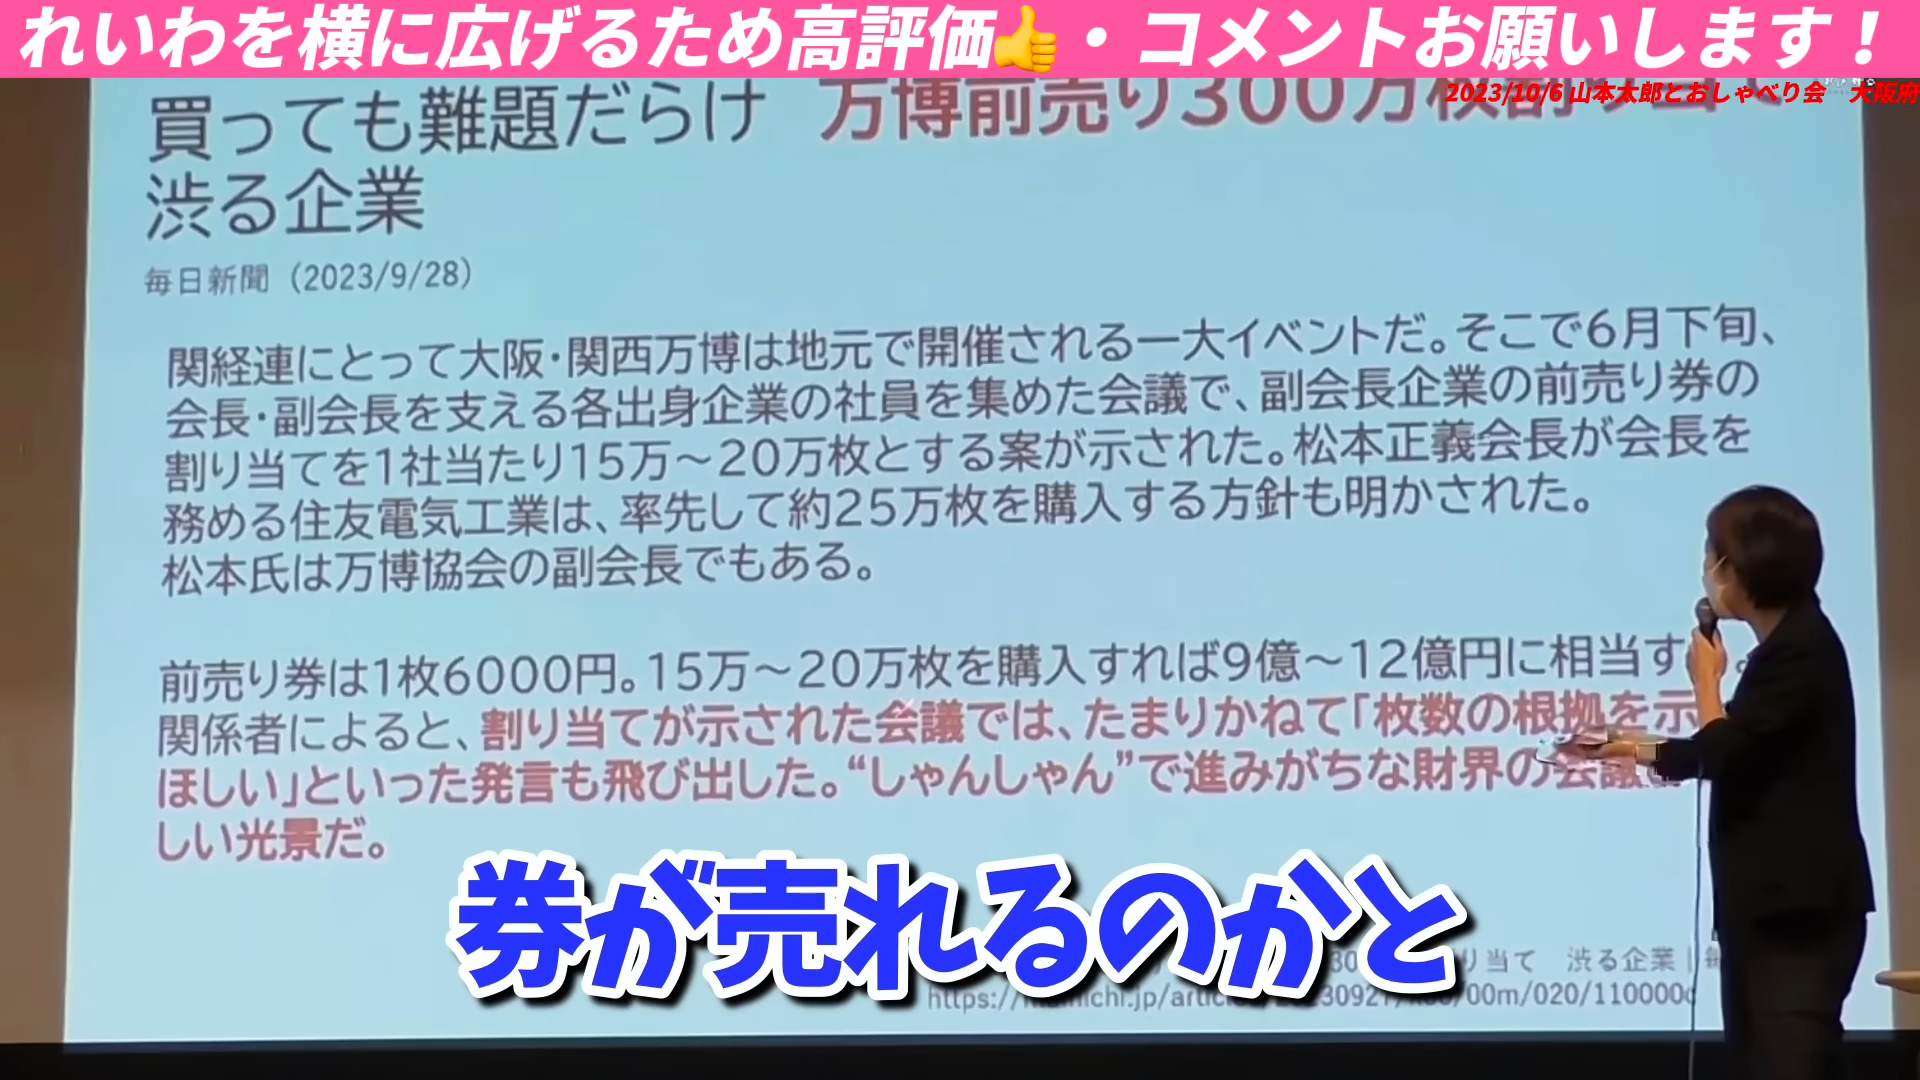 れいわを横に広げるため高評価👍・コメントお願いします！
2023/10/6 山本太郎とおしゃべり会 大阪府
買っても難題だらけ 万博前売り300万枚割り当て
渋る企業
毎日新聞（2023/9/28）
関経連にとって大阪・関西万博は地元で開催される一大イベントだ。そこで6月下旬、
会長・副会長を支える各出身企業の社員を集めた会議で、副会長企業の前売り券の
割り当てを1社当たり15万～20万枚とする案が示された。松本正義会長が会長を
務める住友電気工業は、率先して約25万枚を購入する方針も明かされた。
松本氏は万博協会の副会長でもある。
前売り券は1枚6000円。15万～20万枚を購入すれば9億～12億円に相当す
関係者によると、割り当てが示された会議では、たまりかねて「枚数の根拠を示
ほしい」といった発言も飛び出した。“しゃんしゃん”で進みがちな財界の会議
しい光景だ。
券が売れるのかと
り当て 渋る企業 |
00m/020/110000